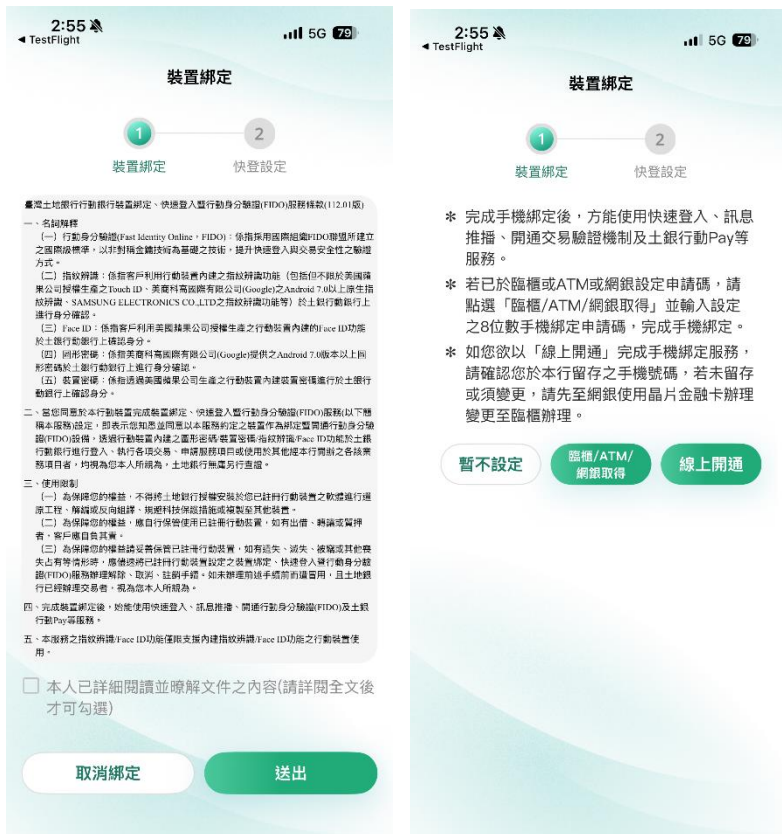 2:55
◀ TestFlight
5G 79
裝置綁定
1
2
裝置綁定
快登設定
臺灣土地銀行行動銀行裝置綁定、快速登入暨行動身分驗證(FIDO)服務條款(112.01版)
一、名詞解釋
(一)行動身分驗證(Fast Identity Online,FIDO):係指採用國際組織FIDO聯盟所建立
之國際級標準,以非對稱金鑰技術為基礎之技術,提升快速登入與交易安全性之驗證
方式。
(二)指紋辨識:係指客戶利用行動裝置內建之指紋辨識功能(包括但不限於美國蘋
果公司授權生產之Touch ID、美商科高國際有限公司(Google)之Android 7.0以上原生指
紋辨識、SAMSUNG ELECTRONICS CO.,LTD之指紋辨識功能等)於土銀行動銀行上
進行身分確認。
(三)Face ID:係指客戶利用美國蘋果公司授權生產之行動裝置內建的Face ID功能
於土銀行動銀行上確認身分。
(四)圖形密碼:係指美商科高國際有限公司(Google)提供之Android 7.0版本以上圖
形密碼於土銀行動銀行上進行身分確認。
(五)裝置密碼:係指透過美國蘋果公司生產之行動裝置內建裝置密碼進行於土銀行
動銀行上確認身分。
二、當您同意於本行動裝置完成裝置綁定、快速登入暨行動身分驗證(FIDO)服務(以下簡
稱本服務)設定,即表示您知悉並同意以本服務約定之裝置作為綁定暨開通行動身分驗
證(FIDO)設備,透過行動裝置內建之圖形密碼/裝置密碼/指紋辨識/Face ID功能於土銀
行動銀行進行登入、執行各項交易、申請服務項目或使用於其他經本行開辦之各該業
務項目者,均視為您本人所為,土地銀行無庸另行查證。
三、使用限制
(一)為保障您的權益,不得將土地銀行授權安裝於您已註冊行動裝置之軟體進行還
原工程、解編或反向組譯、規避科技保護措施或複製至其他裝置。
(二)為保障您的權益,應自行保管使用已註冊行動裝置,如有出借、轉讓或質押
者,客戶應自負其責。
(三)為保障您的權益請妥善保管已註冊行動裝置,如有遺失、滅失、被竊或其他喪
失占有等情形時,應儘速將已註冊行動裝置設定之裝置綁定、快速登入暨行動身分驗
證(FIDO)服務辦理解除、取消、註銷手續。如未辦理前述手續前而遭冒用,且土地銀
行已經辦理交易者,視為您本人所為。
四、完成裝置綁定後,始能使用快速登入、訊息推播、開通行動身分驗證(FIDO)及土銀
行動Pay等服務。
五、本服務之指紋辨識/Face ID功能僅限支援內建指紋辨識/Face ID功能之行動裝置使
用。
本人已詳細閱讀並暸解文件之內容(請詳閱全文後
才可勾選)
取消綁定
送出
2:55
◀ TestFlight
5G 79
裝置綁定
1
2
裝置綁定
快登設定
＊ 完成手機綁定後,方能使用快速登入、訊息
推播、開通交易驗證機制及土銀行動Pay等
服務。
＊ 若已於臨櫃或ATM或網銀設定申請碼,請
點選「臨櫃/ATM/網銀取得」並輸入設定
之8位數手機綁定申請碼,完成手機綁定。
＊ 如您欲以「線上開通」完成手機綁定服務,
請確認您於本行留存之手機號碼,若未留存
或須變更,請先至網銀使用晶片金融卡辦理
變更至臨櫃辦理。
暫不設定
臨櫃/ATM/
網銀取得
線上開通